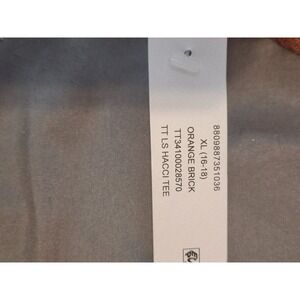 8809887351036
XL (16-18)
ORANGE BRICK
TT34100028570
TT LS HACCI TEE